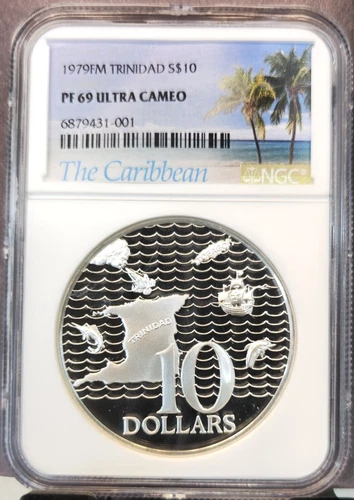 1979FM TRINIDAD S$10
PF 69 ULTRA CAMEO
6879431-001
The Caribbean
NGC
TRINIDAD
10
DOLLARS